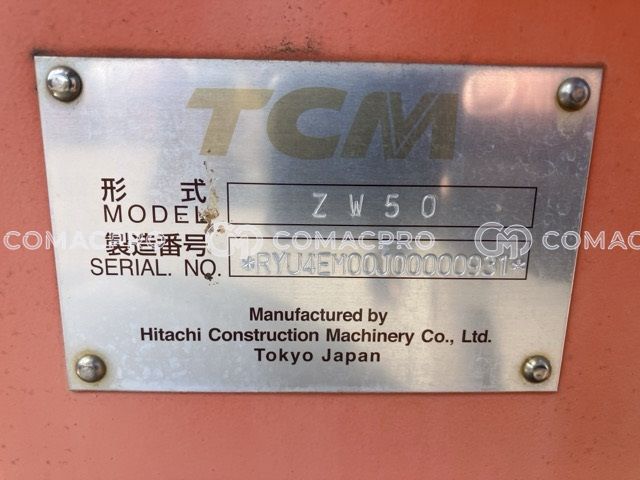 TCM
形 式
MODEL ZW50
製造番号
SERIAL. NO. *RYU4EM00J00000931*
COMACPRO COMACPRO COMACPRO
Manufactured by
Hitachi Construction Machinery Co., Ltd.
Tokyo Japan